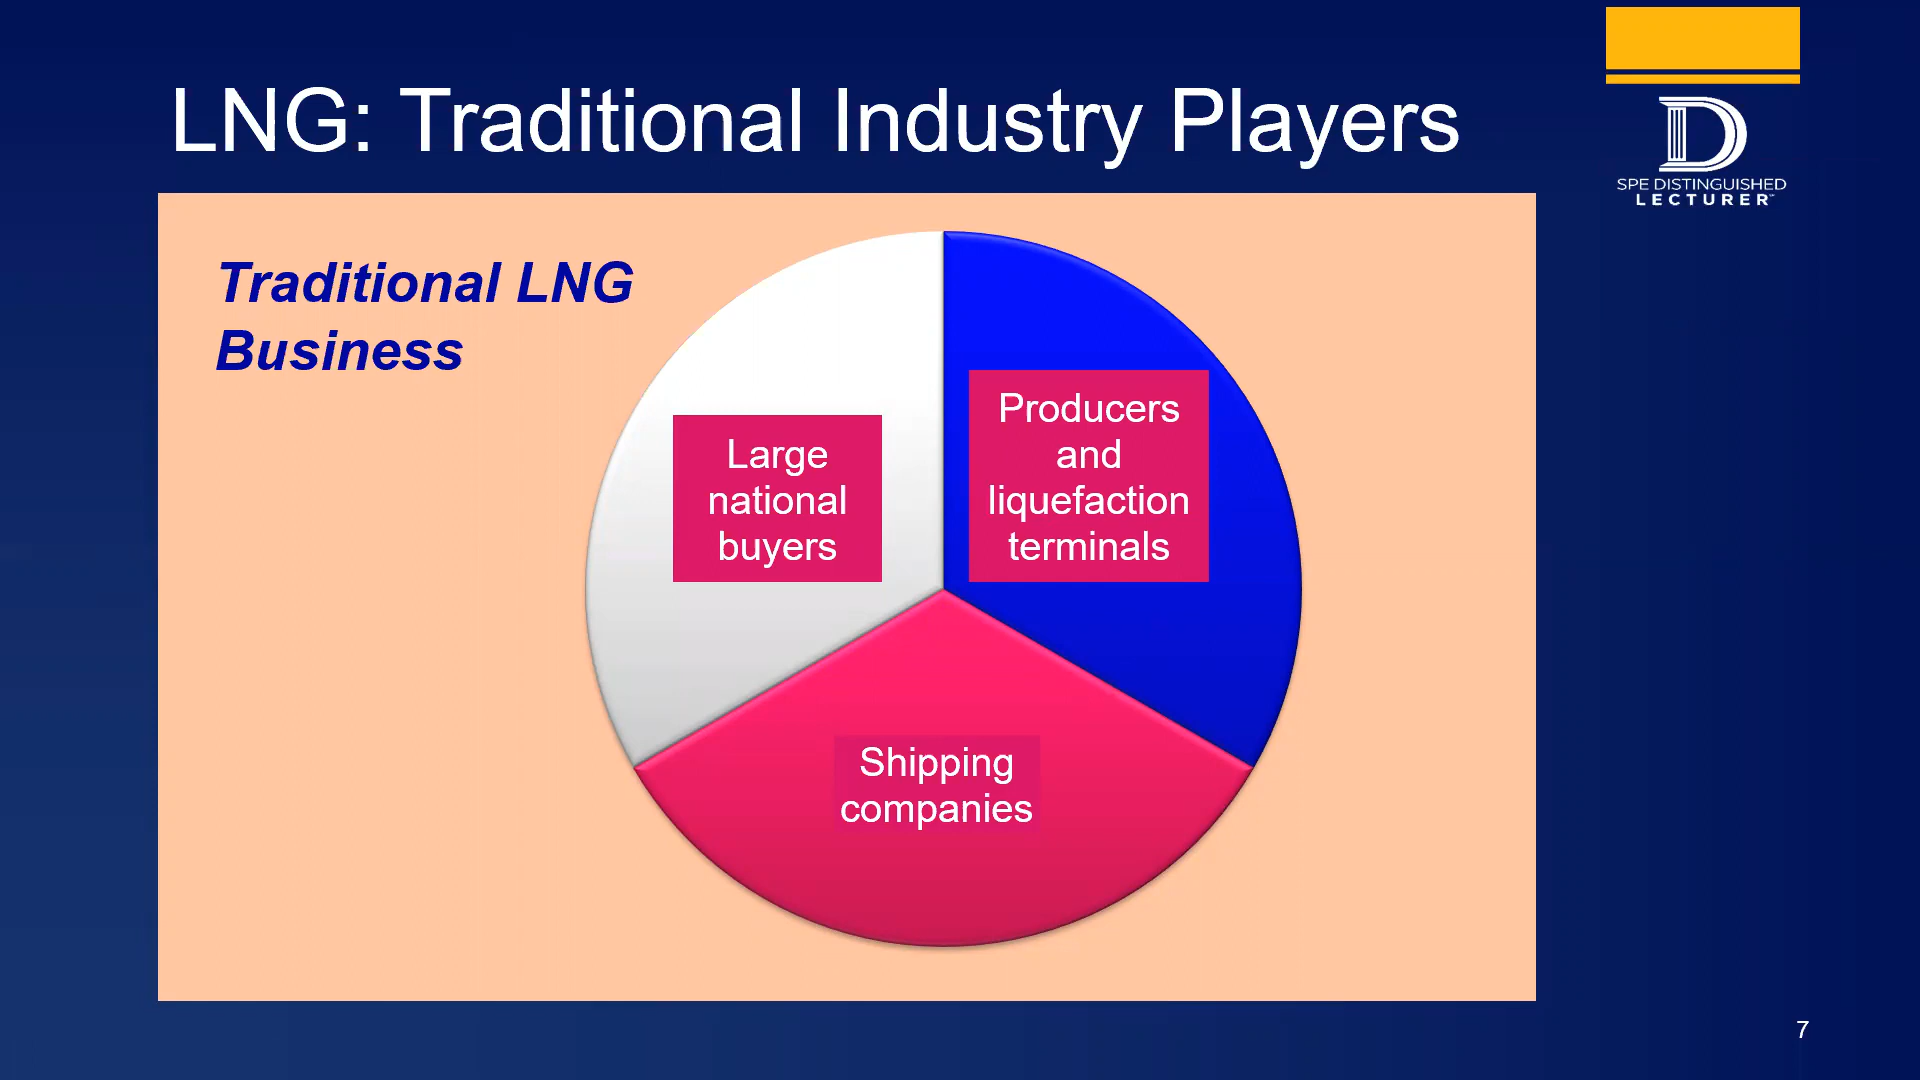 LNG: Traditional Industry Players
SPE DISTINGUISHED
LECTURER™
Traditional LNG
Business
Large
national
buyers
Producers
and
liquefaction
terminals
Shipping
companies
7